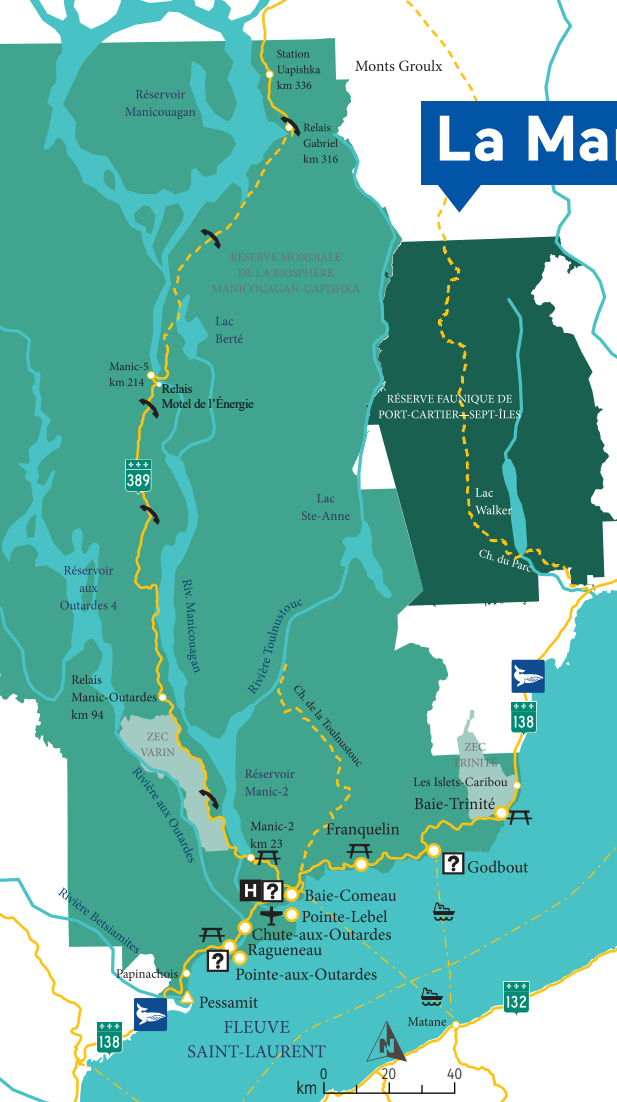 Station
Uapishka
km 336
Monts Groulx
Réservoir
Manicouagan
Relais
Gabriel
km 316
La Ma
RÉSERVE MONDIALE
DE LA BIOSPHÈRE
MANICOUAGAN-UAPISHKA
Lac
Berté
Manic-5
km 214
Relais
Motel de l'Énergie
RÉSERVE FAUNIQUE DE
PORT-CARTIER–SEPT-ÎLES
389
Lac
Ste-Anne
Lac
Walker
Ch. du Parc
Réservoir
aux
Outardes 4
Riv. Manicouagan
Rivière Toulnustouc
Relais
Manic-Outardes
km 94
Ch. de la Toulnustouc
138
ZEC
VARIN
ZEC
TRINITÉ
Rivière aux Outardes
Réservoir
Manic-2
Les Islets-Caribou
Baie-Trinité
Manic-2
km 23
Franquelin
? Godbout
H ?
Baie-Comeau
Pointe-Lebel
Chute-aux-Outardes
Ragueneau
?
Pointe-aux-Outardes
Rivière Betsiamites
Papinachois
Pessamit
132
138
FLEUVE
SAINT-LAURENT
Matane
N
0 20 40
km